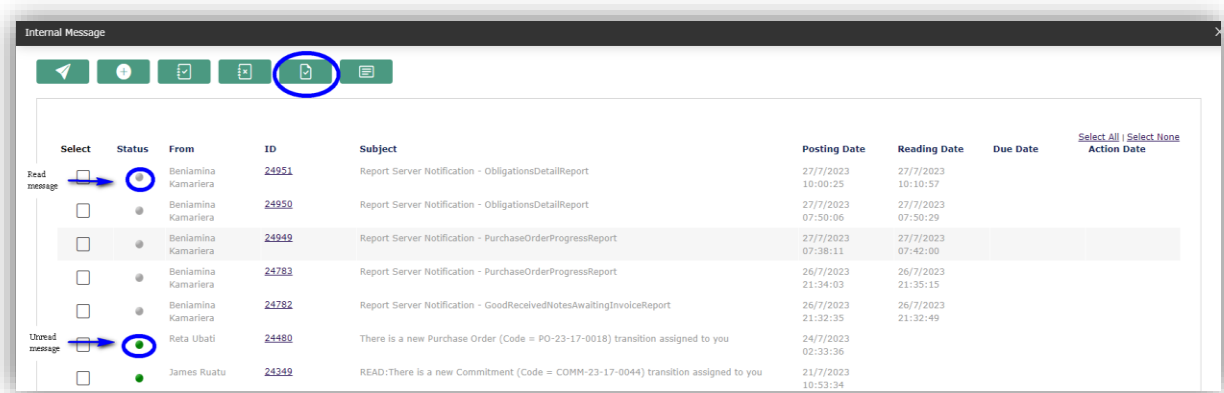 Internal Message
Select All | Select None
Select Status From ID Subject Posting Date Reading Date Due Date Action Date
Read
message
Beniamina
Kamariera
24951 Report Server Notification - ObligationsDetailReport 27/7/2023
10:00:25
27/7/2023
10:10:57
Beniamina
Kamariera
24950 Report Server Notification - ObligationsDetailReport 27/7/2023
07:50:06
27/7/2023
07:50:29
Beniamina
Kamariera
24949 Report Server Notification - PurchaseOrderProgressReport 27/7/2023
07:38:11
27/7/2023
07:42:00
Beniamina
Kamariera
24783 Report Server Notification - PurchaseOrderProgressReport 26/7/2023
21:34:03
26/7/2023
21:35:15
Beniamina
Kamariera
24782 Report Server Notification - GoodReceivedNotesAwaitingInvoiceReport 26/7/2023
21:32:35
26/7/2023
21:32:49
Unread
message
Reta Ubati 24480 There is a new Purchase Order (Code = PO-23-17-0018) transition assigned to you 24/7/2023
02:33:36
James Ruatu 24349 READ:There is a new Commitment (Code = COMM-23-17-0044) transition assigned to you 21/7/2023
10:53:34